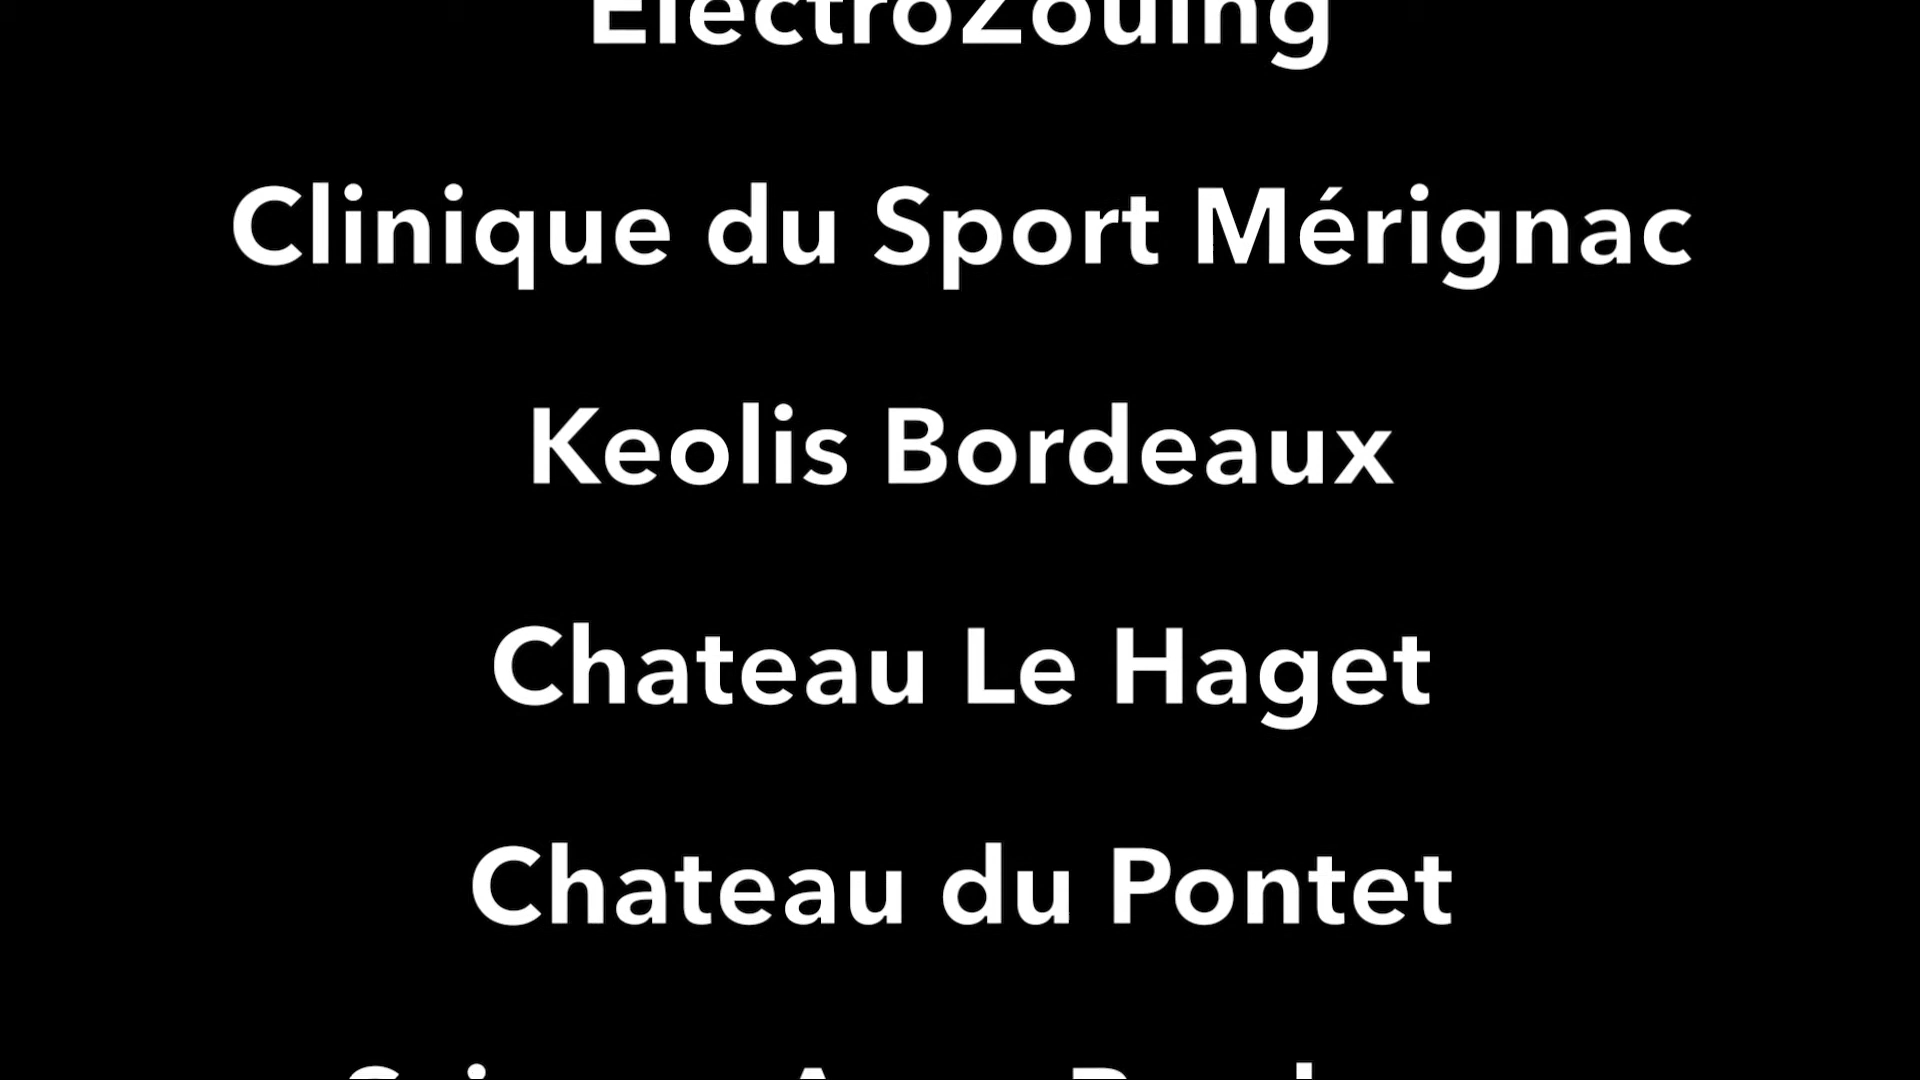 ElectroZouing
Clinique du Sport Mérignac
Keolis Bordeaux
Chateau Le Haget
Chateau du Pontet